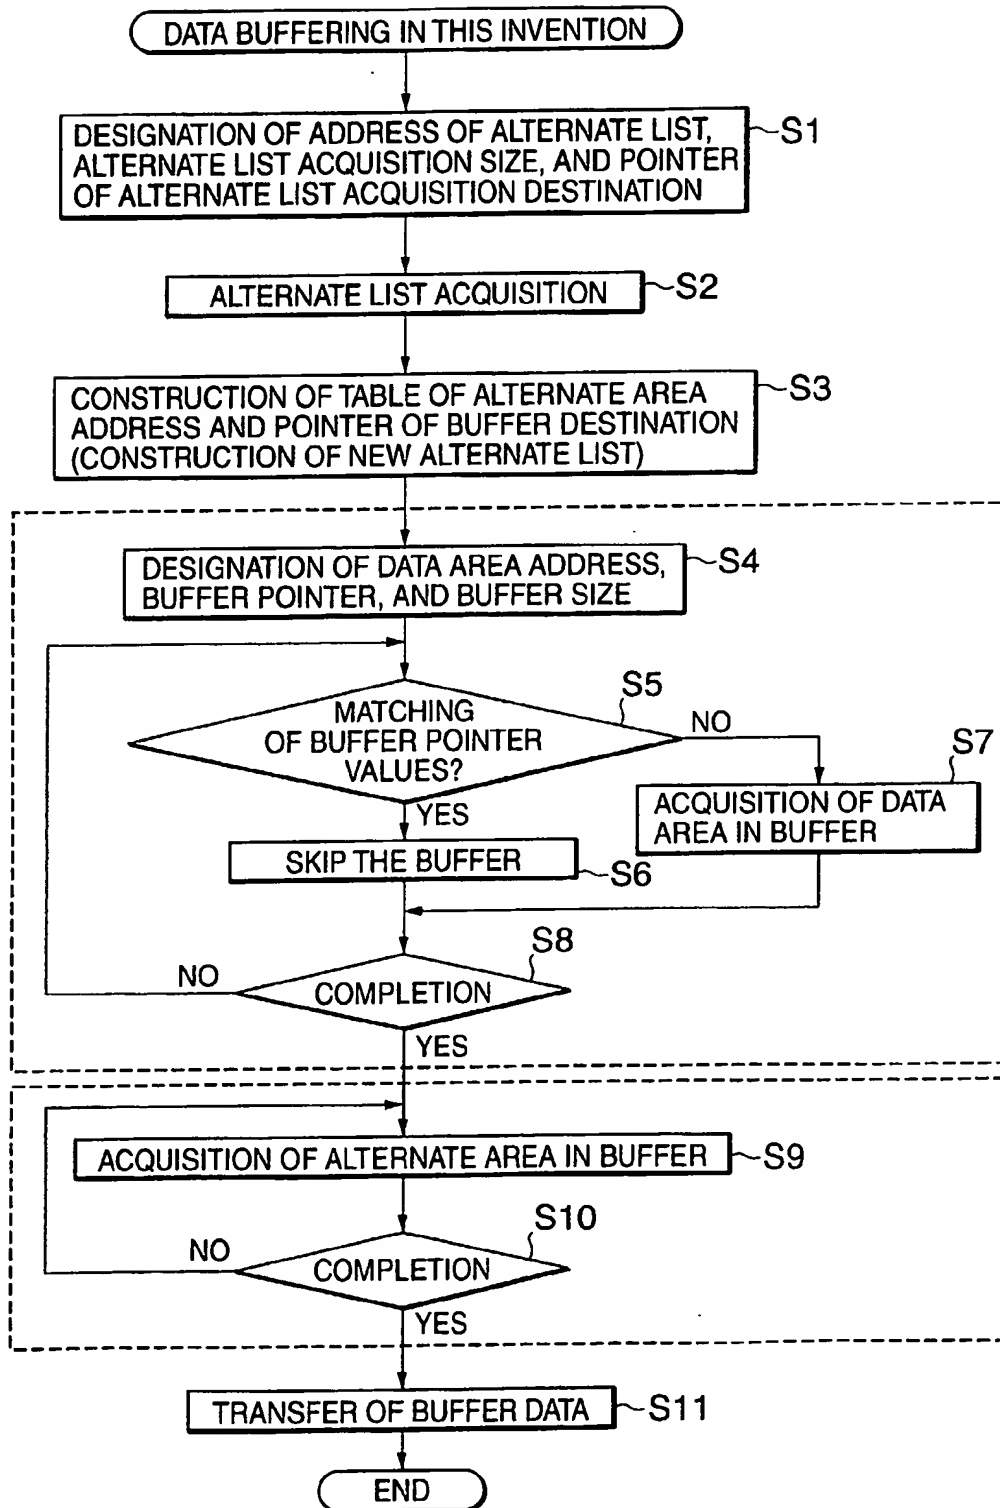 DATA BUFFERING IN THIS INVENTION
DESIGNATION OF ADDRESS OF ALTERNATE LIST,
ALTERNATE LIST ACQUISITION SIZE, AND POINTER
OF ALTERNATE LIST ACQUISITION DESTINATION
S1
ALTERNATE LIST ACQUISITION
S2
CONSTRUCTION OF TABLE OF ALTERNATE AREA
ADDRESS AND POINTER OF BUFFER DESTINATION
(CONSTRUCTION OF NEW ALTERNATE LIST)
S3
DESIGNATION OF DATA AREA ADDRESS,
BUFFER POINTER, AND BUFFER SIZE
S4
MATCHING
OF BUFFER POINTER
VALUES?
S5
NO
YES
S7
ACQUISITION OF DATA
AREA IN BUFFER
SKIP THE BUFFER
S6
S8
COMPLETION
NO
YES
ACQUISITION OF ALTERNATE AREA IN BUFFER
S9
S10
COMPLETION
NO
YES
TRANSFER OF BUFFER DATA
S11
END